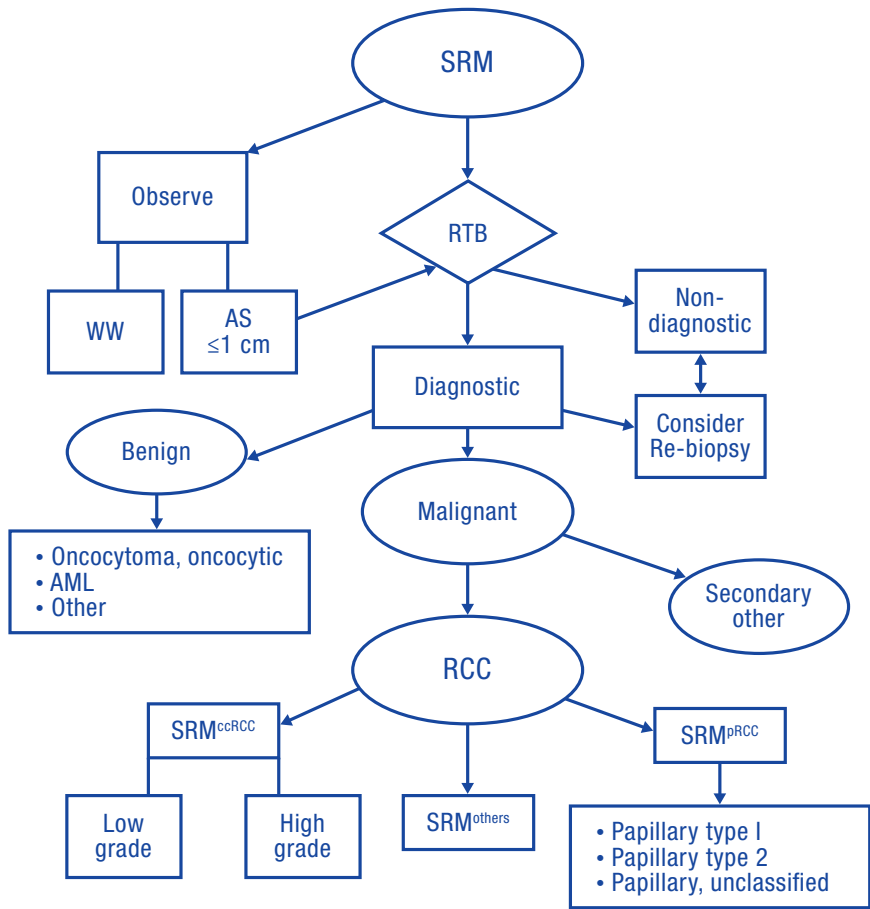 SRM
Observe
RTB
WW
AS
≤1 cm
Non-
diagnostic
Diagnostic
Consider
Re-biopsy
Benign
Malignant
• Oncocytoma, oncocytic
• AML
• Other
Secondary
other
RCC
SRMccRCC
SRMpRCC
Low
grade
High
grade
SRMothers
• Papillary type I
• Papillary type 2
• Papillary, unclassified